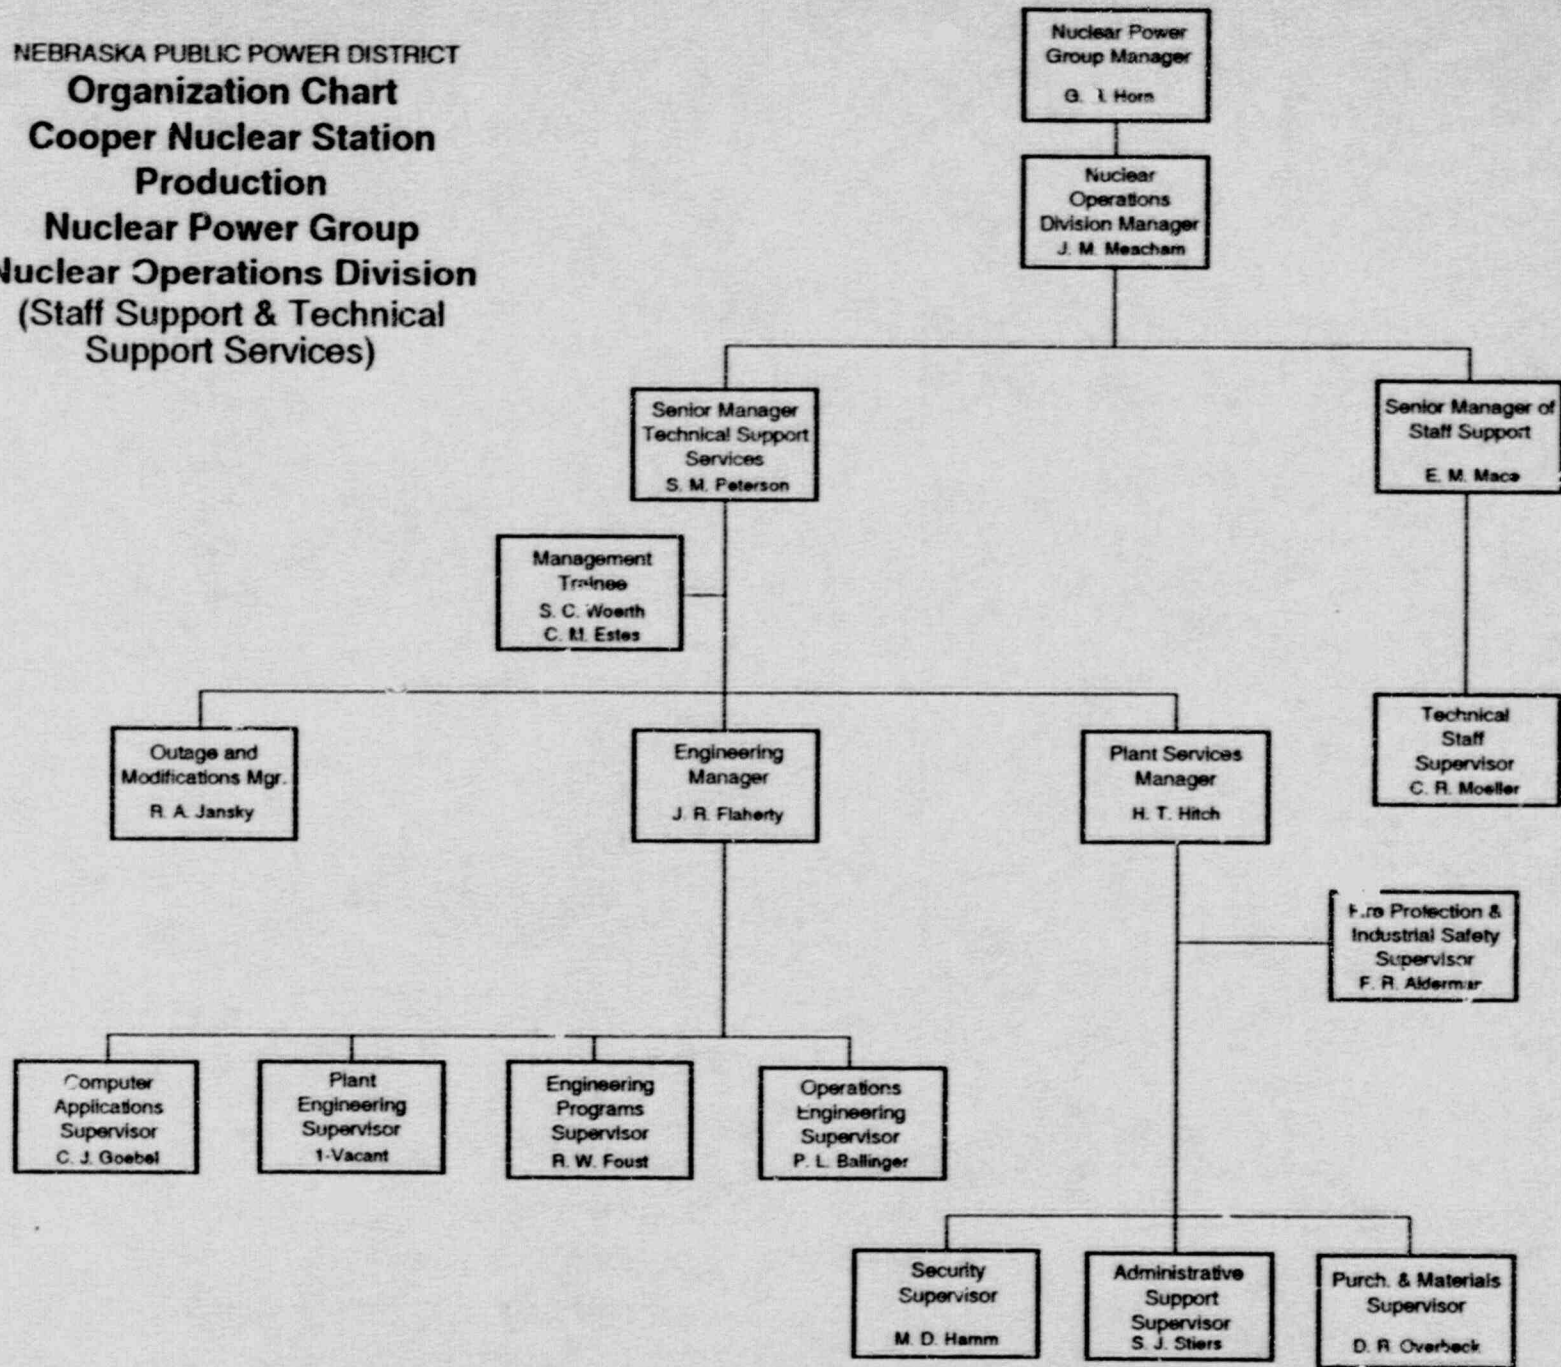 NEBRASKA PUBLIC POWER DISTRICT
Organization Chart
Cooper Nuclear Station
Production
Nuclear Power Group
Nuclear Operations Division
(Staff Support & Technical
Support Services)
Nuclear Power
Group Manager
G. Horn
Nuclear
Operations
Division Manager
J. M. Meacham
Senior Manager
Technical Support
Services
S. M. Peterson
Senior Manager of
Staff Support
E. M. Mace
Management
Trainee
S. C. Woerth
C. M. Estes
Outage and
Modifications Mgr.
R. A. Jansky
Engineering
Manager
J. R. Flaherty
Plant Services
Manager
H. T. Hitch
Technical
Staff
Supervisor
C. R. Moeller
Fire Protection &
Industrial Safety
Supervisor
F. R.
Computer
Applications
Supervisor
C. J. Goebel
Plant
Engineering
Supervisor
1-Vacant
Engineering
Programs
Supervisor
R. W. Foust
Operations
Engineering
Supervisor
P. L. Ballinger
Security
Supervisor
M. D. Hamm
Administrative
Support
Supervisor
S. J. Stiers
Purch. & Materials
Supervisor
D. R. Overbeck